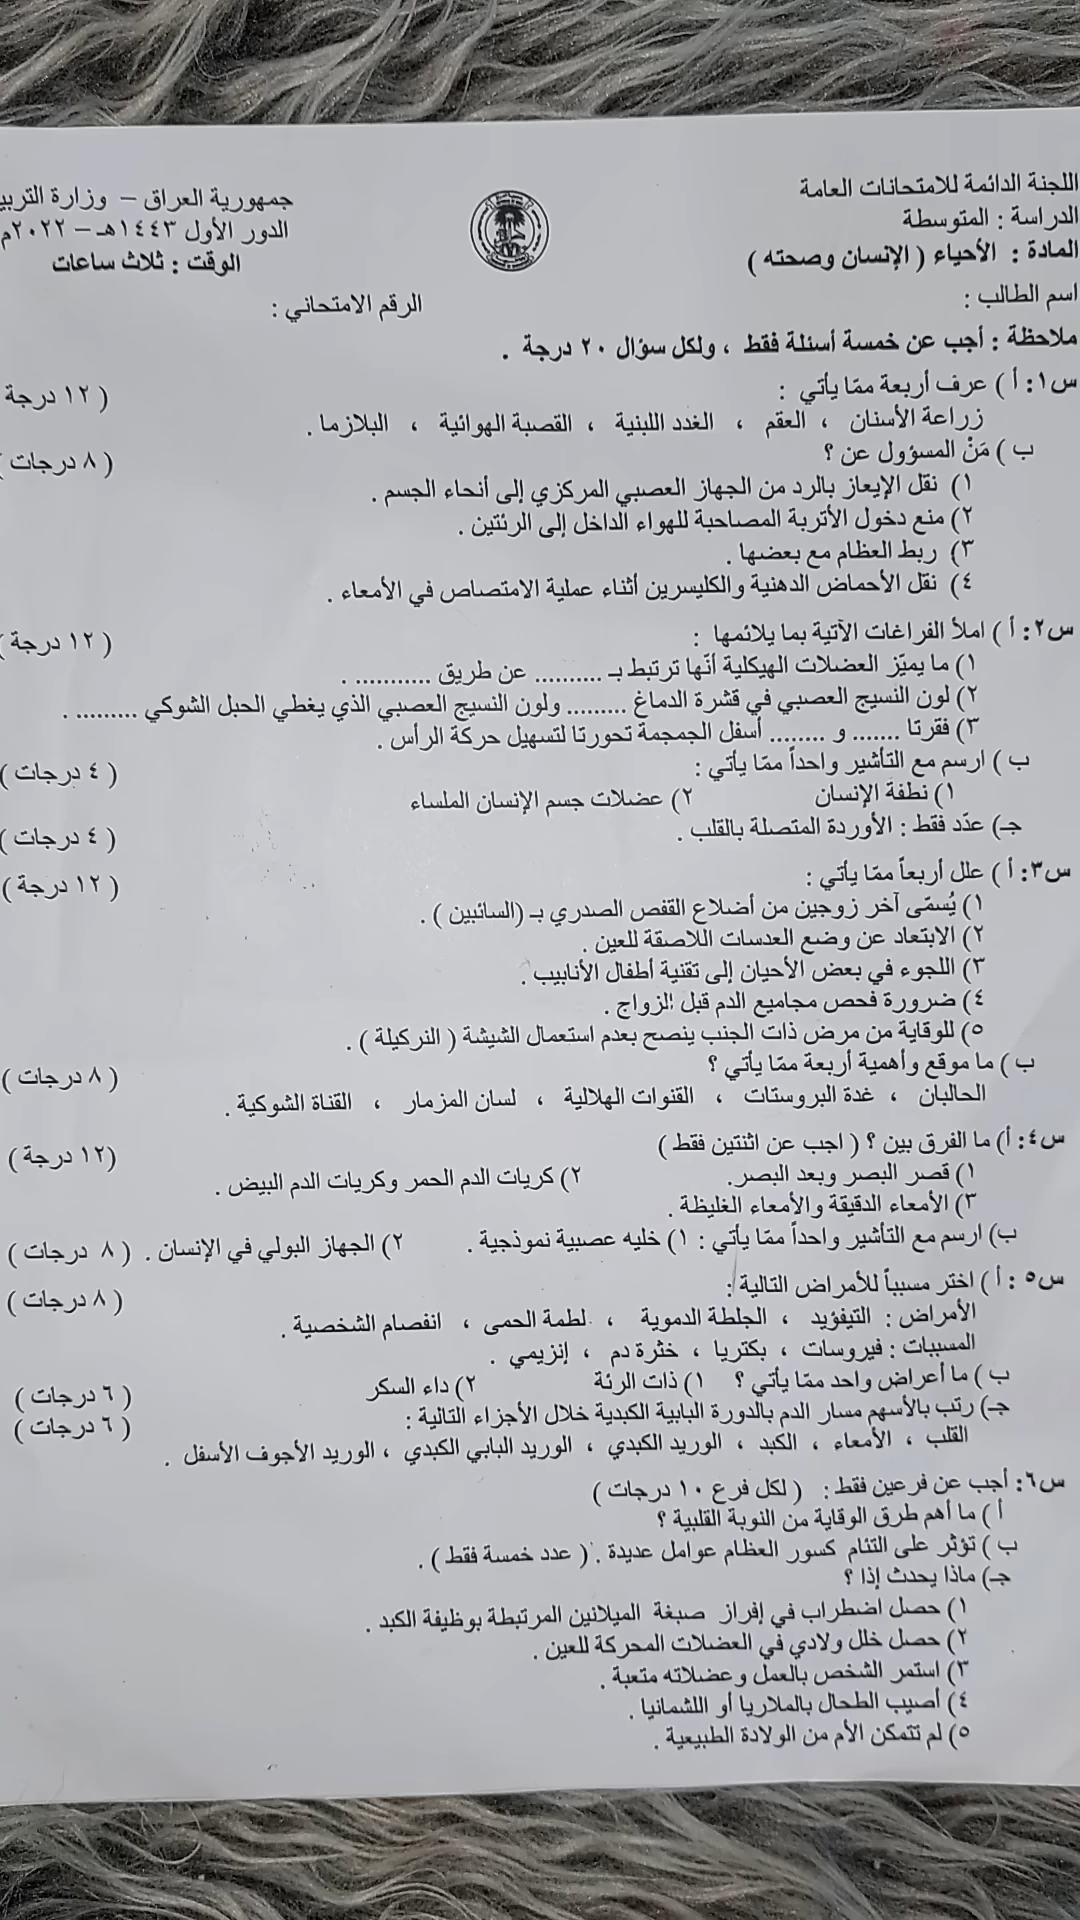 اللجنة الدائمة للامتحانات العامة
الدراسة : المتوسطة
المادة : الأحياء ( الإنسان وصحته )
اسم الطالب :
جمهورية العراق – وزارة التربي
الدور الأول ١٤٤٣هـ – ٢٠٢٢م
الوقت : ثلاث ساعات
الرقم الامتحاني :
ملاحظة : أجب عن خمسة أسئلة فقط ، ولكل سؤال ٢٠ درجة .
س١: أ ) عرف أربعة ممّا يأتي : ( ١٢ درجة
زراعة الأسنان ، العقم ، الغدد اللبنية ، القصبة الهوائية ، البلازما .
ب ) مَنْ المسؤول عن ؟ ( ٨ درجات )
١) نقل الإيعاز بالرد من الجهاز العصبي المركزي إلى أنحاء الجسم .
٢) منع دخول الأتربة المصاحبة للهواء الداخل إلى الرئتين .
٣) ربط العظام مع بعضها .
٤) نقل الأحماض الدهنية والكليسرين أثناء عملية الامتصاص في الأمعاء .
س٢: أ ) املأ الفراغات الآتية بما يلائمها : ( ١٢ درجة )
١) ما يميّز العضلات الهيكلية أنّها ترتبط بـ .......... عن طريق ........... .
٢) لون النسيج العصبي في قشرة الدماغ ......... ولون النسيج العصبي الذي يغطي الحبل الشوكي ......... .
٣) فقرتا ....... و ........ أسفل الجمجمة تحورتا لتسهيل حركة الرأس .
ب ) ارسم مع التأشير واحداً ممّا يأتي : ( ٤ درجات )
١) نطفة الإنسان ٢) عضلات جسم الإنسان الملساء
جـ) عدّد فقط : الأوردة المتصلة بالقلب . ( ٤ درجات )
س٣: أ ) علل أربعاً ممّا يأتي : ( ١٢ درجة )
١) يُسمّى آخر زوجين من أضلاع القفص الصدري بـ (السائبين ) .
٢) الابتعاد عن وضع العدسات اللاصقة للعين .
٣) اللجوء في بعض الأحيان إلى تقنية أطفال الأنابيب .
٤) ضرورة فحص مجاميع الدم قبل الزواج .
٥) للوقاية من مرض ذات الجنب ينصح بعدم استعمال الشيشة ( النركيلة ) .
ب ) ما موقع وأهمية أربعة ممّا يأتي ؟ ( ٨ درجات )
الحالبان ، غدة البروستات ، القنوات الهلالية ، لسان المزمار ، القناة الشوكية .
س٤: أ) ما الفرق بين ؟ ( اجب عن اثنتين فقط ) (١٢ درجة )
١) قصر البصر وبعد البصر. ٢) كريات الدم الحمر وكريات الدم البيض .
٣) الأمعاء الدقيقة والأمعاء الغليظة .
ب) ارسم مع التأشير واحداً ممّا يأتي : ١) خليه عصبية نموذجية . ٢) الجهاز البولي في الإنسان . ( ٨ درجات )
س٥ : أ ) اختر مسبباً للأمراض التالية : ( ٨ درجات )
الأمراض : التيفؤيد ، الجلطة الدموية ، لطمة الحمى ، انفصام الشخصية .
المسببات : فيروسات ، بكتريا ، خثرة دم ، إنزيمي .
ب ) ما أعراض واحد ممّا يأتي ؟ ١) ذات الرئة ٢) داء السكر ( ٦ درجات )
جـ) رتب بالأسهم مسار الدم بالدورة البابية الكبدية خلال الأجزاء التالية : ( ٦ درجات )
القلب ، الأمعاء ، الكبد ، الوريد الكبدي ، الوريد البابي الكبدي ، الوريد الأجوف الأسفل .
س٦: أجب عن فرعين فقط : ( لكل فرع ١٠ درجات )
أ ) ما أهم طرق الوقاية من النوبة القلبية ؟
ب ) تؤثر على التئام كسور العظام عوامل عديدة . ( عدد خمسة فقط ) .
جـ) ماذا يحدث إذا ؟
١) حصل اضطراب في إفراز صبغة الميلانين المرتبطة بوظيفة الكبد .
٢) حصل خلل ولادي في العضلات المحركة للعين .
٣) استمر الشخص بالعمل وعضلاته متعبة .
٤) أصيب الطحال بالملاريا أو اللشمانيا .
٥) لم تتمكن الأم من الولادة الطبيعية .